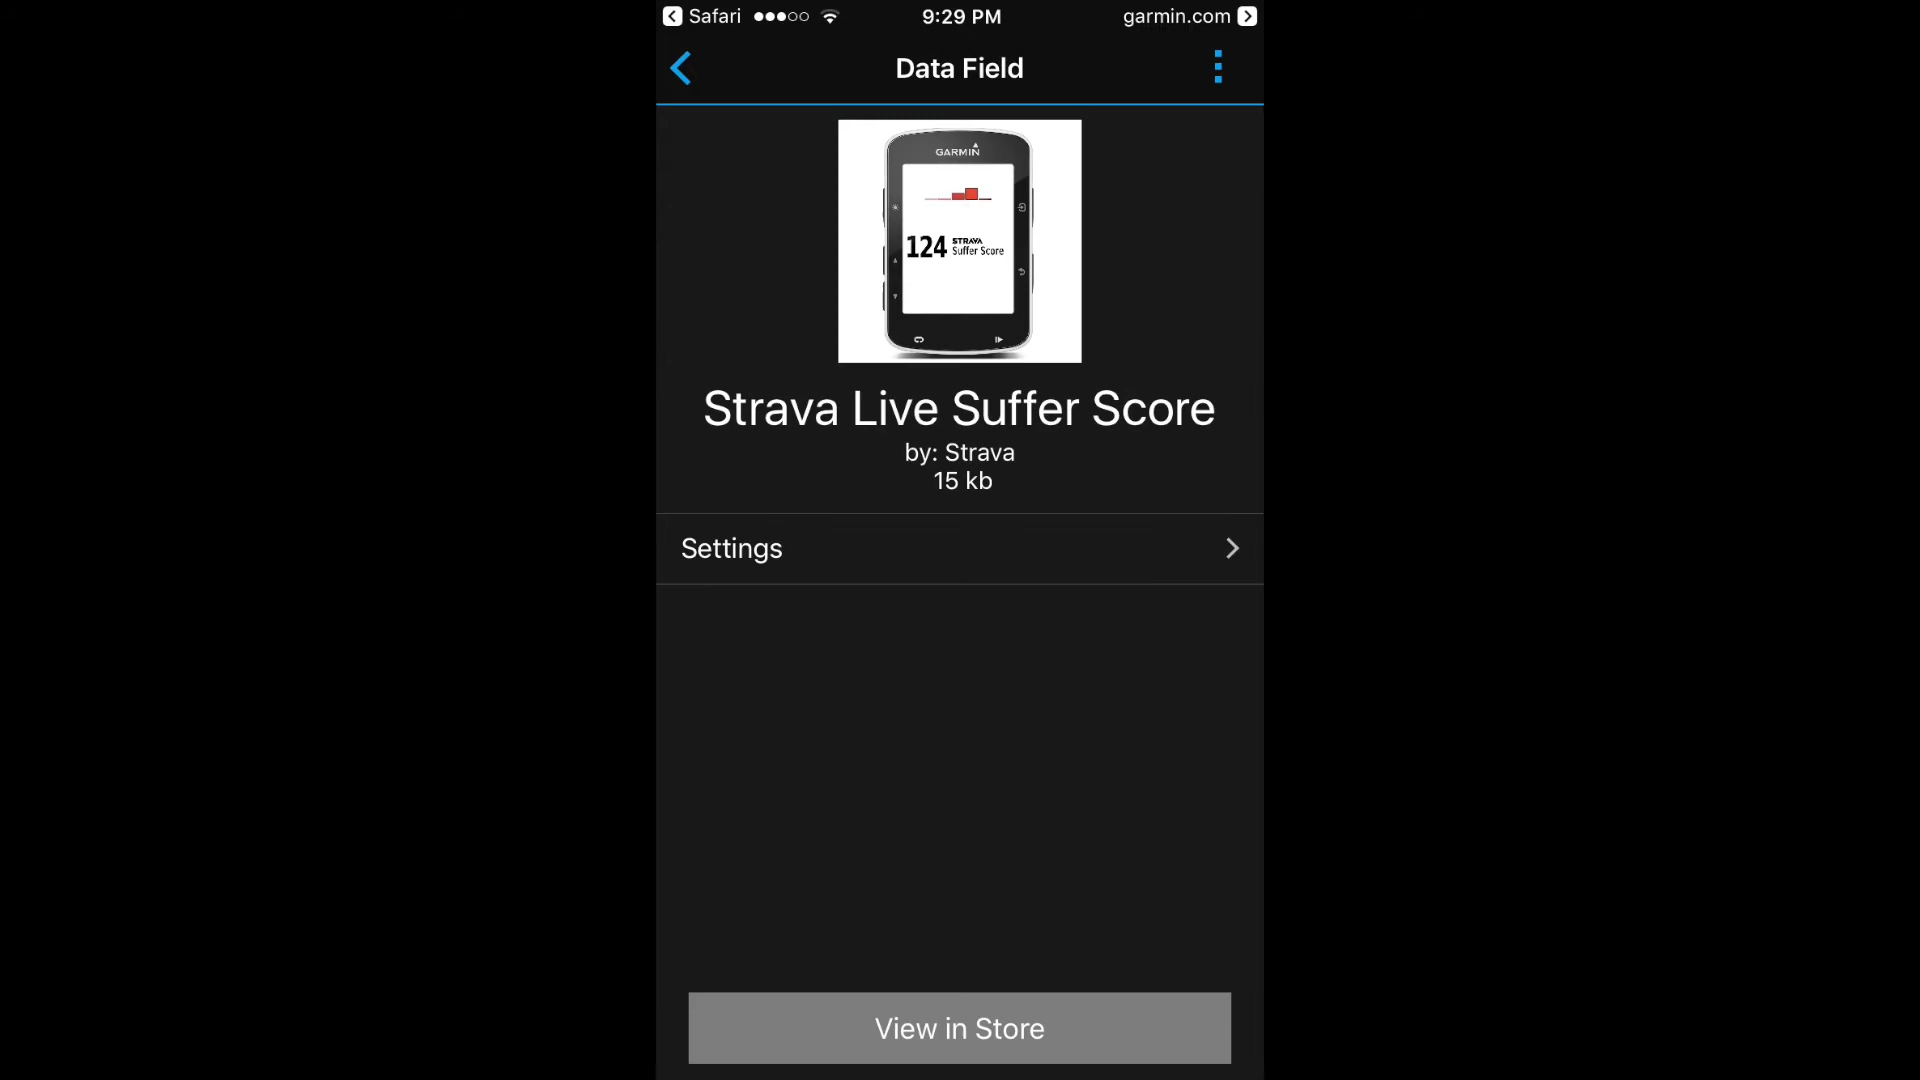 Safari 9:29 PM garmin.com
Data Field
GARMIN
124 STRAVA
Suffer Score
Strava Live Suffer Score
by: Strava
15 kb
Settings
View in Store